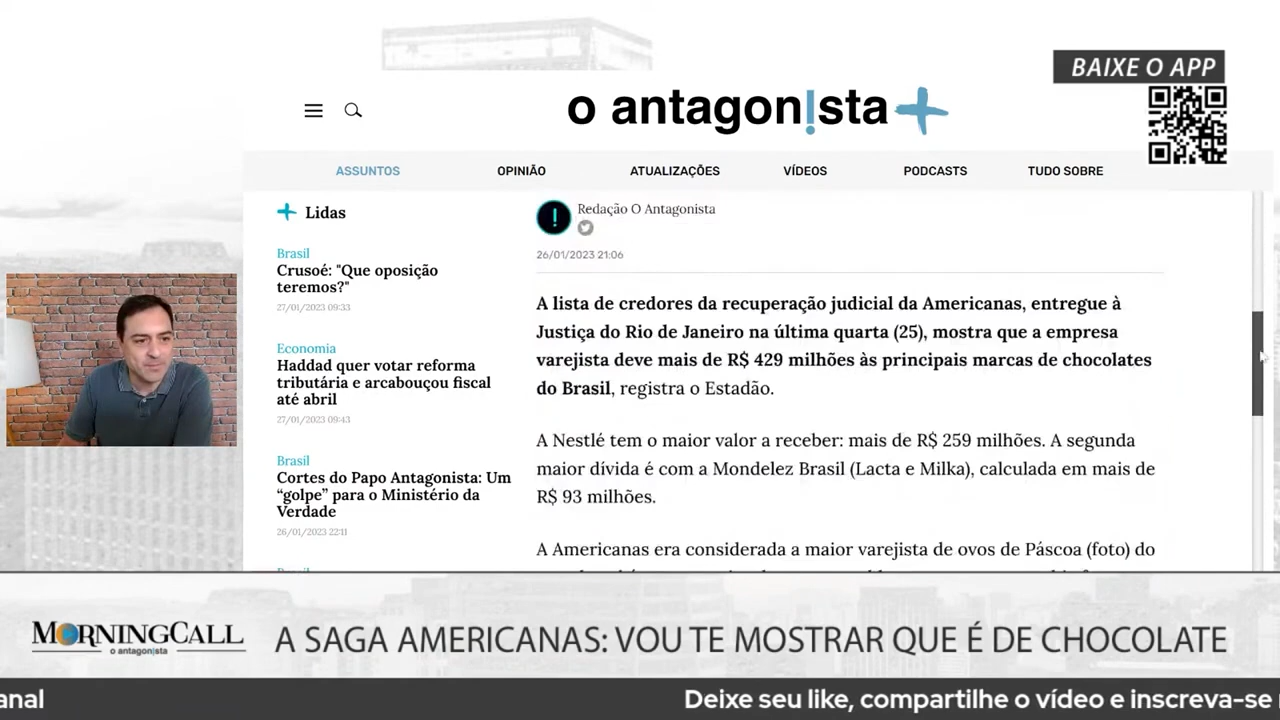 BAIXE O APP
o antagon!sta+
ASSUNTOS
OPINIÃO
ATUALIZAÇÕES
VÍDEOS
PODCASTS
TUDO SOBRE
+ Lidas
Brasil
Crusoé: "Que oposição
teremos?"
27/01/2023 09:33
Economia
Haddad quer votar reforma
tributária e arcabouçou fiscal
até abril
27/01/2023 09:43
Brasil
Cortes do Papo Antagonista: Um
“golpe” para o Ministério da
Verdade
26/01/2023 22:11
Redação O Antagonista
26/01/2023 21:06
A lista de credores da recuperação judicial da Americanas, entregue à
Justiça do Rio de Janeiro na última quarta (25), mostra que a empresa
varejista deve mais de R$ 429 milhões às principais marcas de chocolates
do Brasil, registra o Estadão.
A Nestlé tem o maior valor a receber: mais de R$ 259 milhões. A segunda
maior dívida é com a Mondelez Brasil (Lacta e Milka), calculada em mais de
R$ 93 milhões.
A Americanas era considerada a maior varejista de ovos de Páscoa (foto) do
MORNINGCALL
o antagon!sta
A SAGA AMERICANAS: VOU TE MOSTRAR QUE É DE CHOCOLATE
anal
Deixe seu like, compartilhe o vídeo e inscreva-se